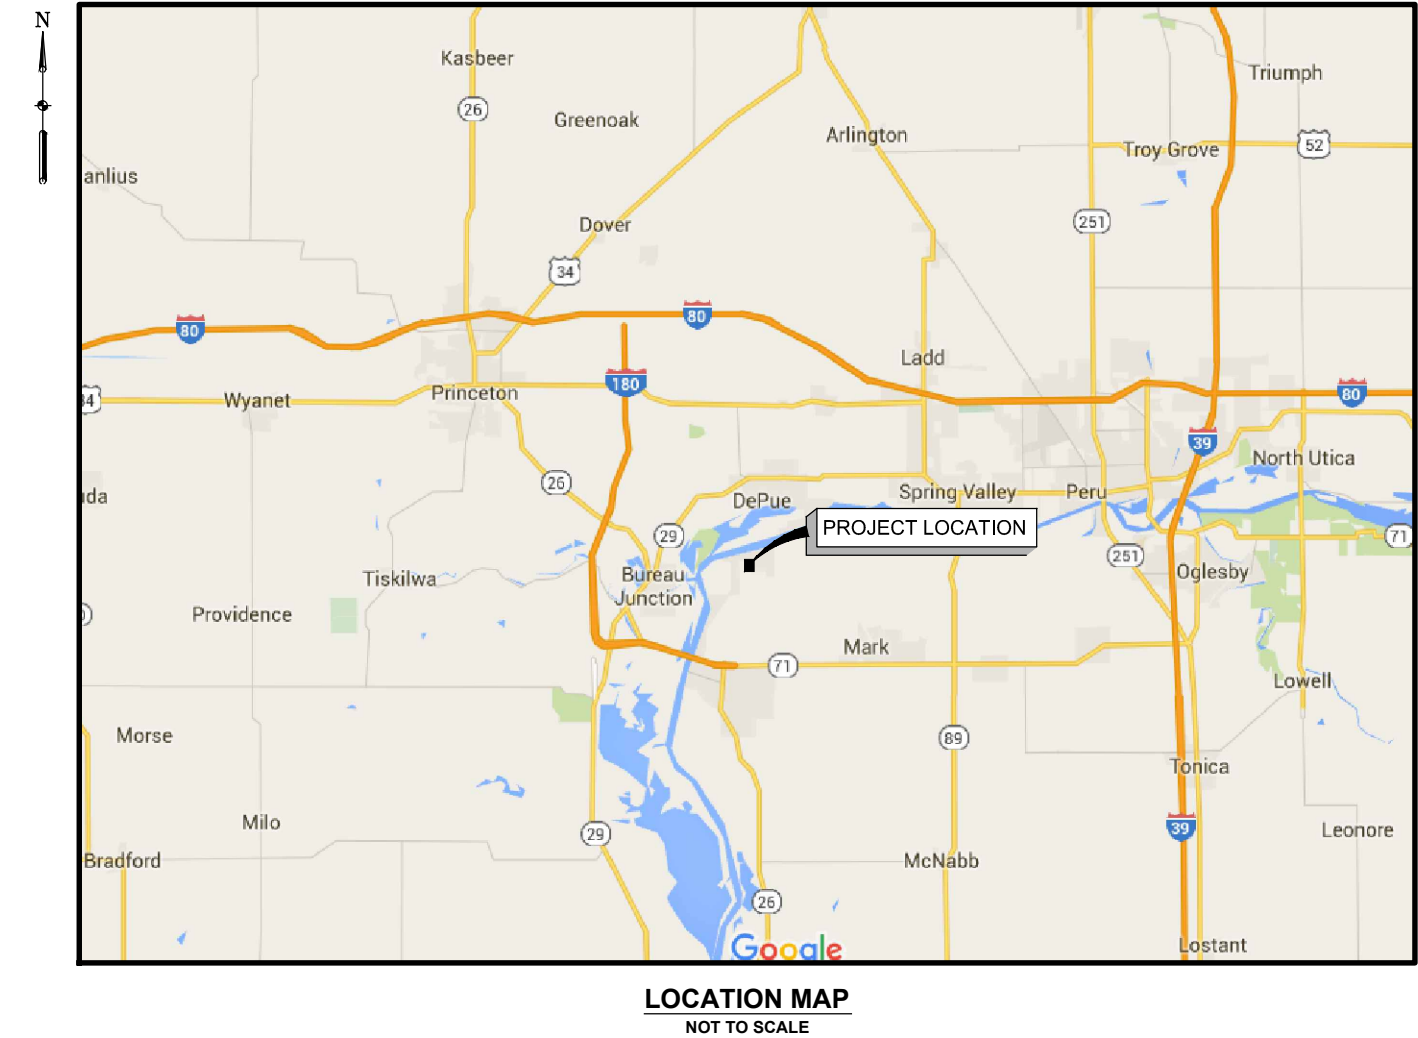 N
Kasbeer
Triumph
26
Greenoak
Arlington
52
Troy Grove
anlius
251
Dover
34
80
80
Ladd
180
34
Wyanet
Princeton
80
39
North Utica
26
uda
DePue
Spring Valley
Peru
PROJECT LOCATION
29
71
251
Bureau
Junction
Tiskilwa
Oglesby
Providence
Mark
71
Lowell
Morse
89
Tonica
Milo
29
39
Leonore
Bradford
McNabb
26
Lostant
Google
LOCATION MAP
NOT TO SCALE